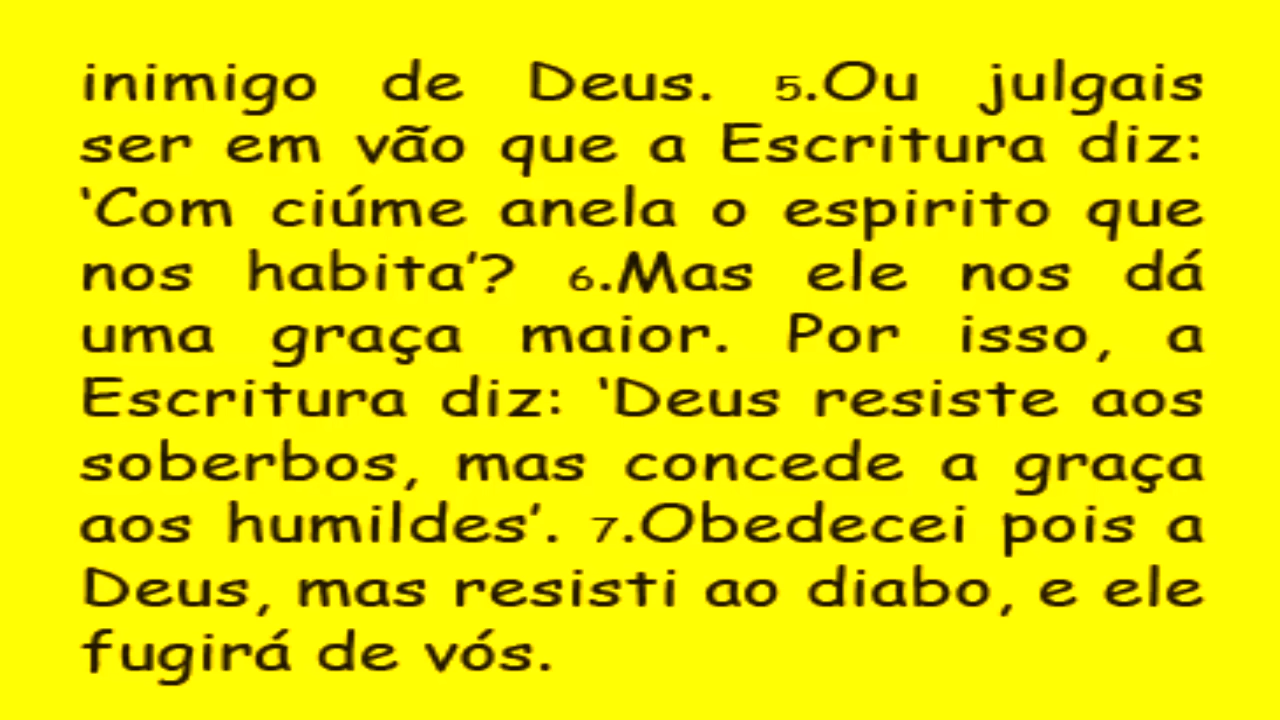 inimigo de Deus. 5.Ou julgais
ser em vão que a Escritura diz:
‘Com ciúme anela o espirito que
nos habita’? 6.Mas ele nos dá
uma graça maior. Por isso, a
Escritura diz: ‘Deus resiste aos
soberbos, mas concede a graça
aos humildes’. 7.Obedecei pois a
Deus, mas resisti ao diabo, e ele
fugirá de vós.